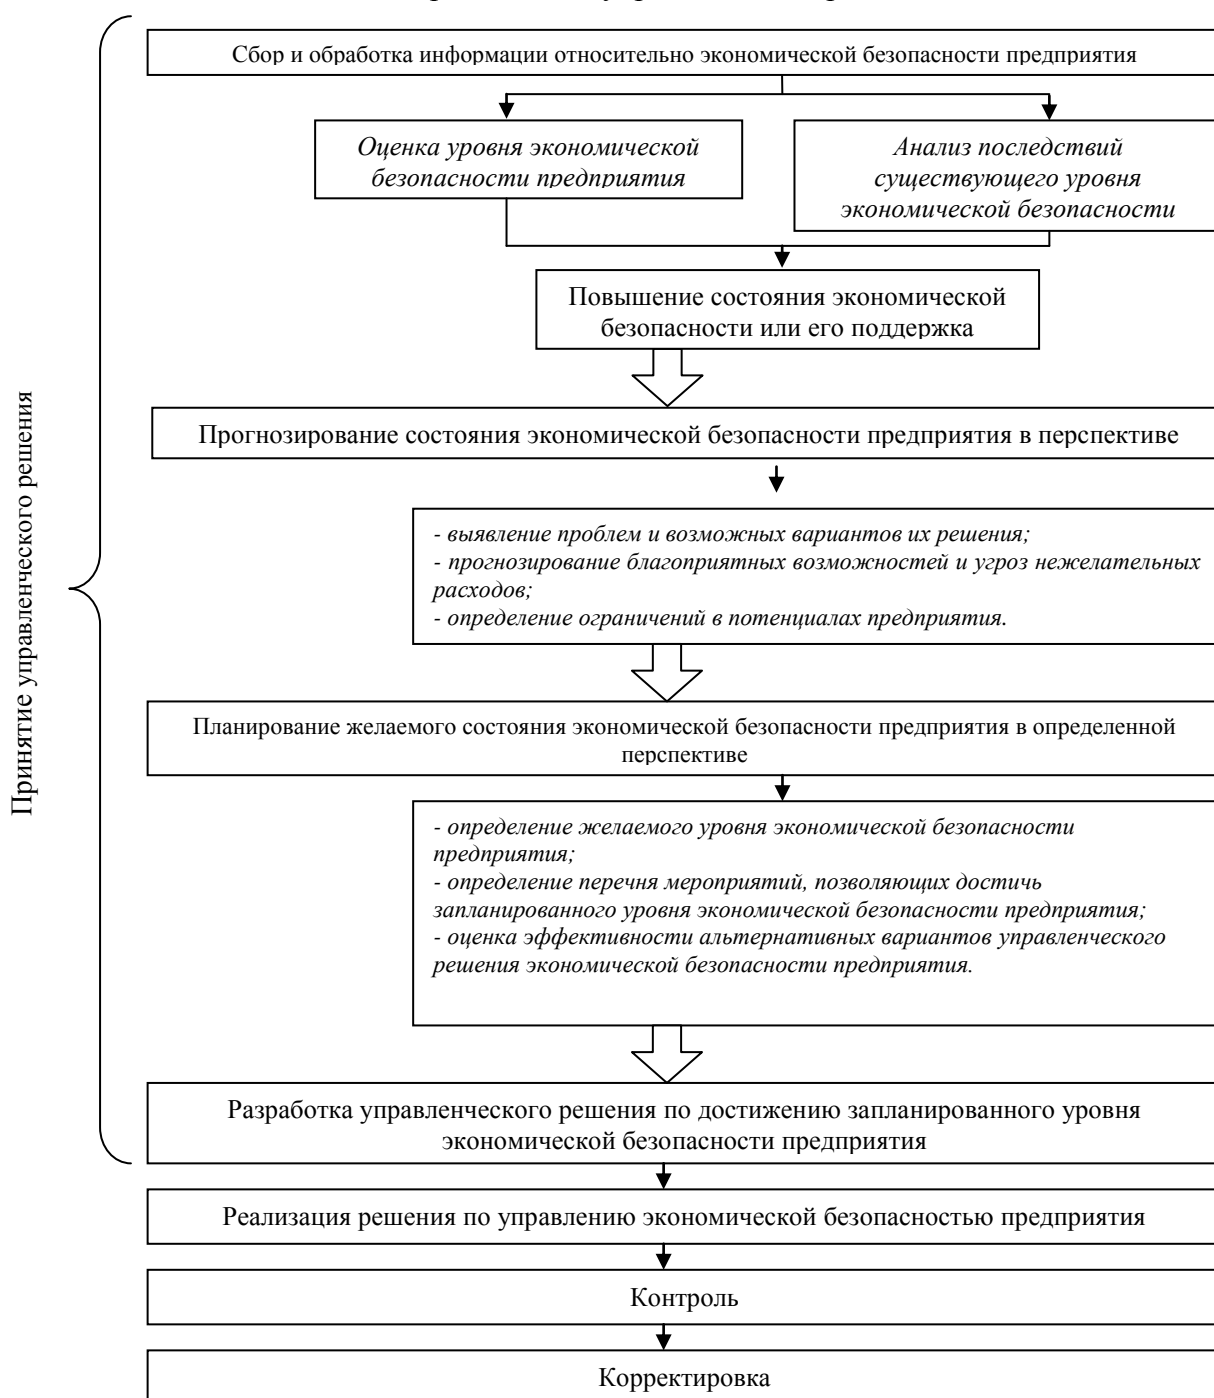 Сбор и обработка информации относительно экономической безопасности предприятия
Оценка уровня экономической
безопасности предприятия
Анализ последствий
существующего уровня
экономической безопасности
Повышение состояния экономической
безопасности или его поддержка
Прогнозирование состояния экономической безопасности предприятия в перспективе
- выявление проблем и возможных вариантов их решения;
- прогнозирование благоприятных возможностей и угроз нежелательных
расходов;
- определение ограничений в потенциалах предприятия.
Принятие управленческого решения
Планирование желаемого состояния экономической безопасности предприятия в определенной
перспективе
- определение желаемого уровня экономической безопасности
предприятия;
- определение перечня мероприятий, позволяющих достичь
запланированного уровня экономической безопасности предприятия;
- оценка эффективности альтернативных вариантов управленческого
решения экономической безопасности предприятия.
Разработка управленческого решения по достижению запланированного уровня
экономической безопасности предприятия
Реализация решения по управлению экономической безопасностью предприятия
Контроль
Корректировка